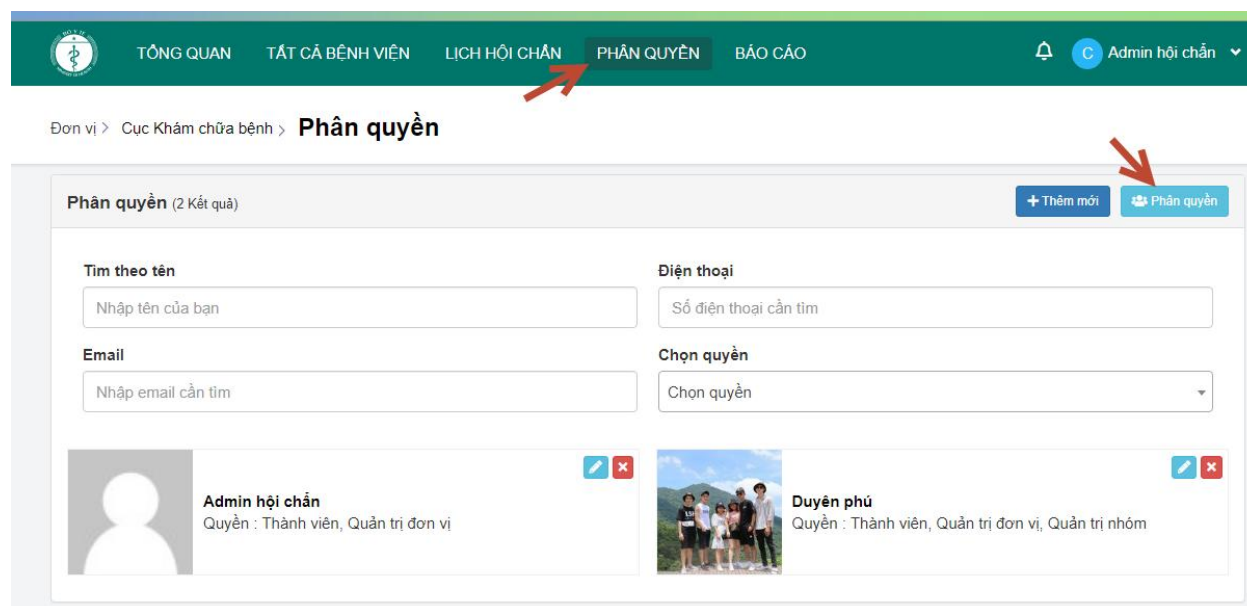 TỔNG QUAN TẤT CẢ BỆNH VIỆN LỊCH HỘI CHẨN PHÂN QUYỀN BÁO CÁO C Admin hội chẩn
Đơn vị > Cục Khám chữa bệnh > Phân quyền
Phân quyền (2 Kết quả) + Thêm mới Phân quyền
Tìm theo tên Điện thoại
Nhập tên của bạn Số điện thoại cần tìm
Email Chọn quyền
Nhập email cần tìm Chọn quyền
Admin hội chẩn
Quyền : Thành viên, Quản trị đơn vị
Duyên phú
Quyền : Thành viên, Quản trị đơn vị, Quản trị nhóm